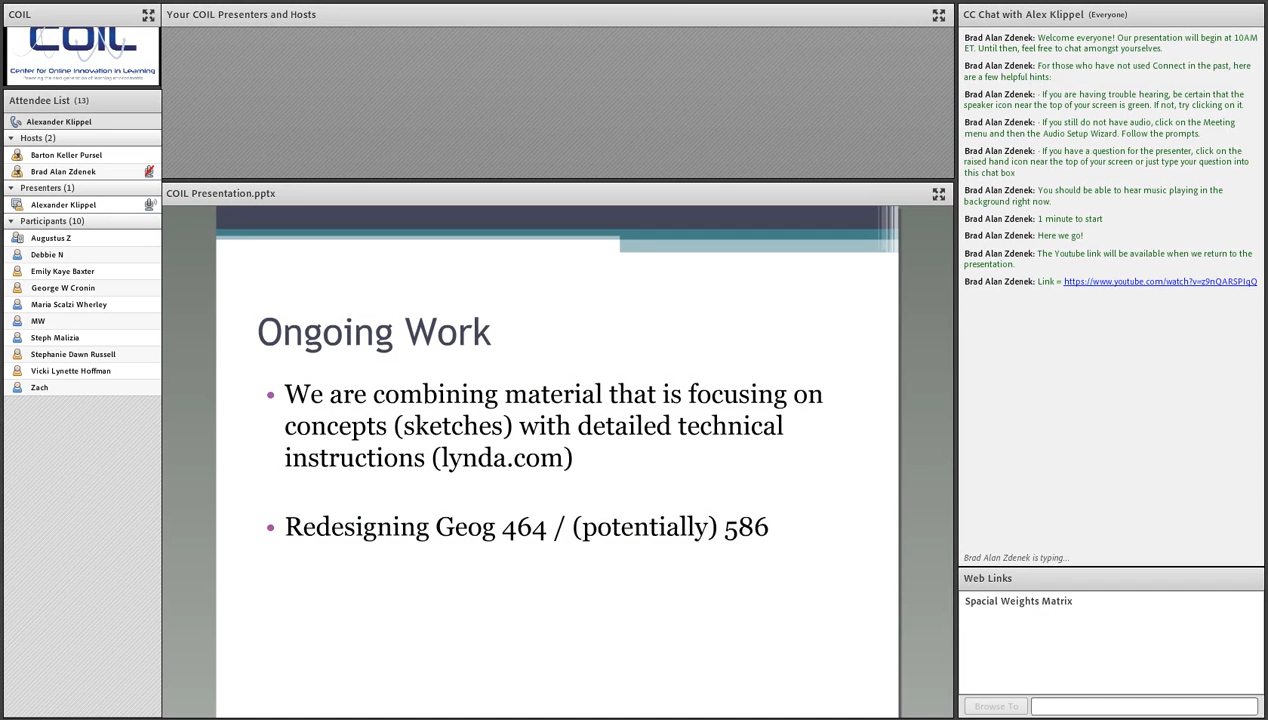 COIL
COIL
Center for Online Innovation in Learning
Attendee List (13)
Alexander Klippel
Hosts (2)
Barton Keller Pursel
Brad Alan Zdenek
Presenters (1)
Alexander Klippel
Participants (10)
Augustus Z
Debbie N
Emily Kaye Baxter
George W Cronin
Maria Scalzi Wherley
MW
Steph Malizia
Stephanie Dawn Russell
Vicki Lynette Hoffman
Zach
Your COIL Presenters and Hosts
COIL Presentation.pptx
Ongoing Work
• We are combining material that is focusing on
concepts (sketches) with detailed technical
instructions (lynda.com)
• Redesigning Geog 464 / (potentially) 586
CC Chat with Alex Klippel (Everyone)
Brad Alan Zdenek: Welcome everyone! Our presentation will begin at 10AM
ET. Until then, feel free to chat amongst yourselves.
Brad Alan Zdenek: For those who have not used Connect in the past, here
are a few helpful hints:
Brad Alan Zdenek: · If you are having trouble hearing, be certain that the
speaker icon near the top of your screen is green. If not, try clicking on it.
Brad Alan Zdenek: · If you still do not have audio, click on the Meeting
menu and then the Audio Setup Wizard. Follow the prompts.
Brad Alan Zdenek: · If you have a question for the presenter, click on the
raised hand icon near the top of your screen or just type your question into
this chat box
Brad Alan Zdenek: You should be able to hear music playing in the
background right now.
Brad Alan Zdenek: 1 minute to start
Brad Alan Zdenek: Here we go!
Brad Alan Zdenek: The Youtube link will be available when we return to the
presentation.
Brad Alan Zdenek: Link = https://www.youtube.com/watch?v=z9nQARSPIqQ
Brad Alan Zdenek is typing...
Web Links
Spacial Weights Matrix
Browse To